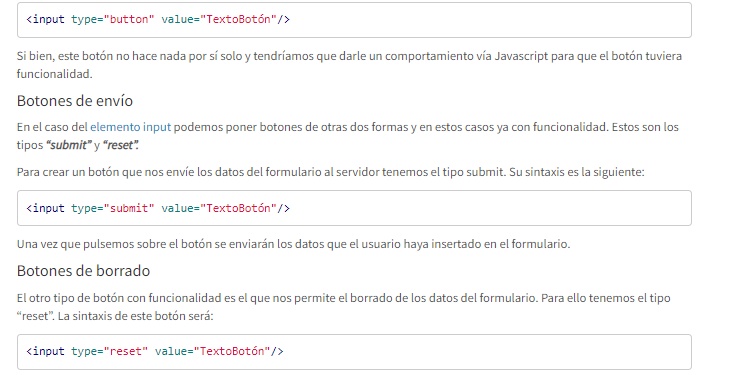 <input type="button" value="TextoBotón"/>
Si bien, este botón no hace nada por sí solo y tendríamos que darle un comportamiento vía Javascript para que el botón tuviera
funcionalidad.
Botones de envío
En el caso del elemento input podemos poner botones de otras dos formas y en estos casos ya con funcionalidad. Estos son los
tipos “submit” y “reset”.
Para crear un botón que nos envíe los datos del formulario al servidor tenemos el tipo submit. Su sintaxis es la siguiente:
<input type="submit" value="TextoBotón"/>
Una vez que pulsemos sobre el botón se enviarán los datos que el usuario haya insertado en el formulario.
Botones de borrado
El otro tipo de botón con funcionalidad es el que nos permite el borrado de los datos del formulario. Para ello tenemos el tipo
“reset”. La sintaxis de este botón será:
<input type="reset" value="TextoBotón"/>